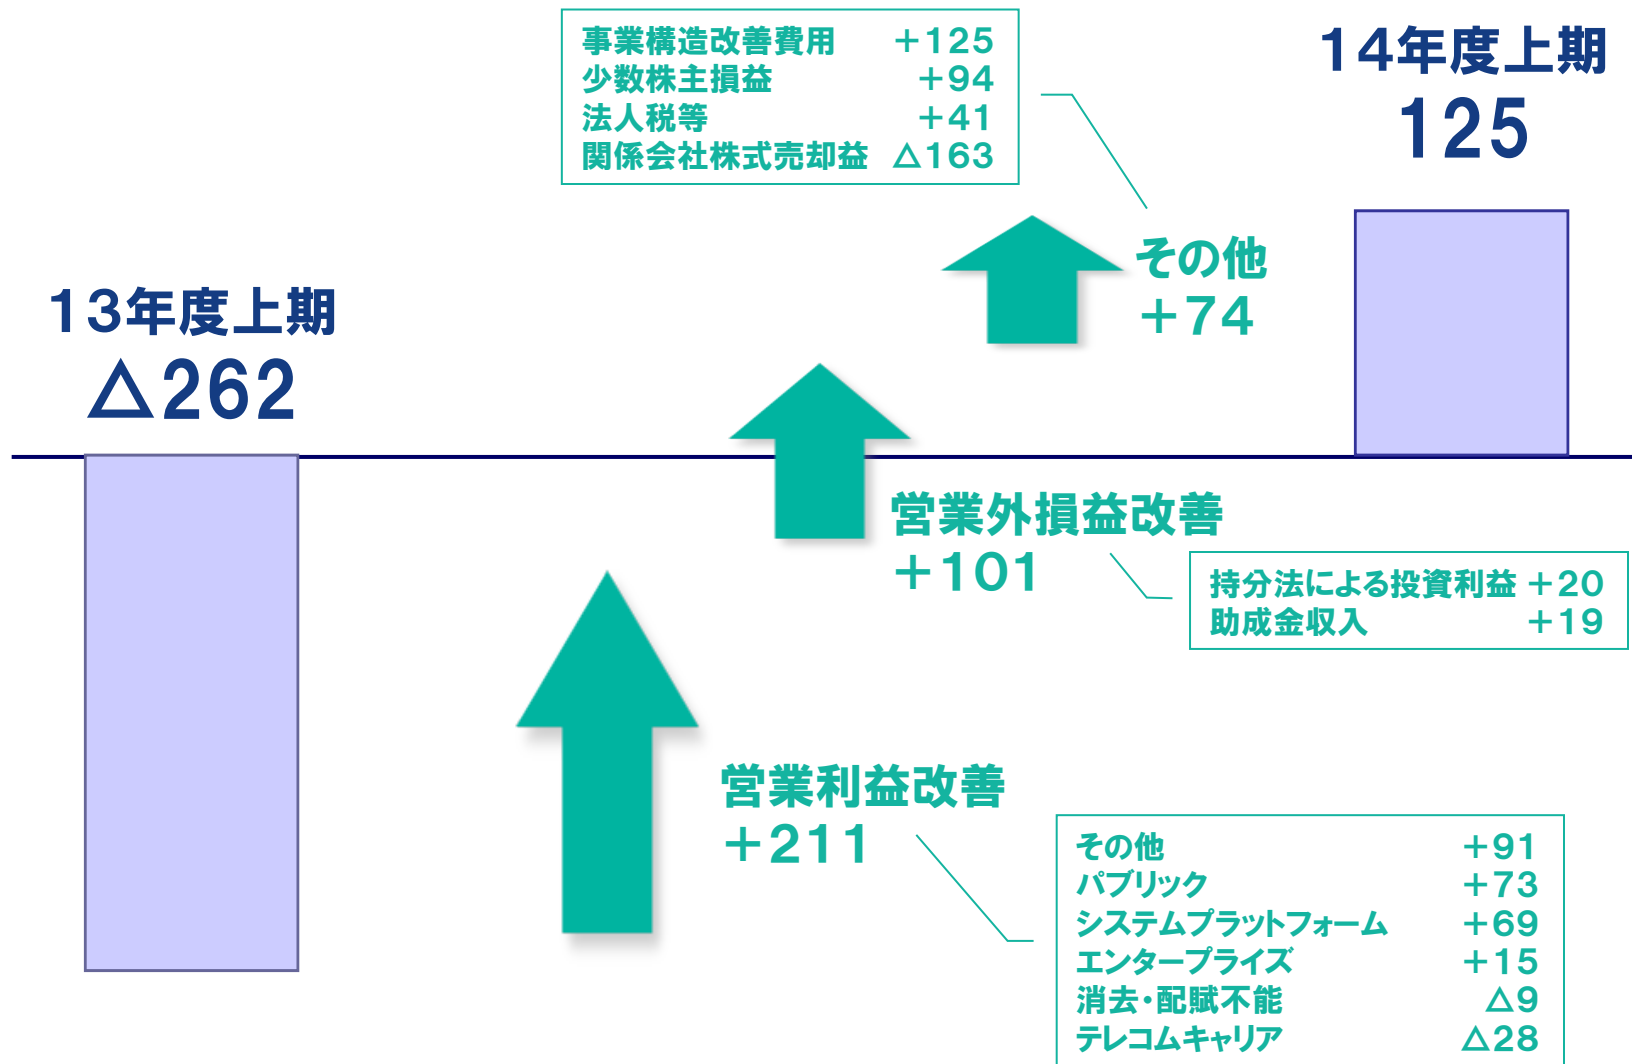 事業構造改善費用 +125
少数株主損益 +94
法人税等 +41
関係会社株式売却益 △163
14年度上期
125
その他
+74
13年度上期
△262
営業外損益改善
+101
持分法による投資利益 +20
助成金収入 +19
営業利益改善
+211
その他 +91
パブリック +73
システムプラットフォーム +69
エンタープライズ +15
消去・配賦不能 △9
テレコムキャリア △28